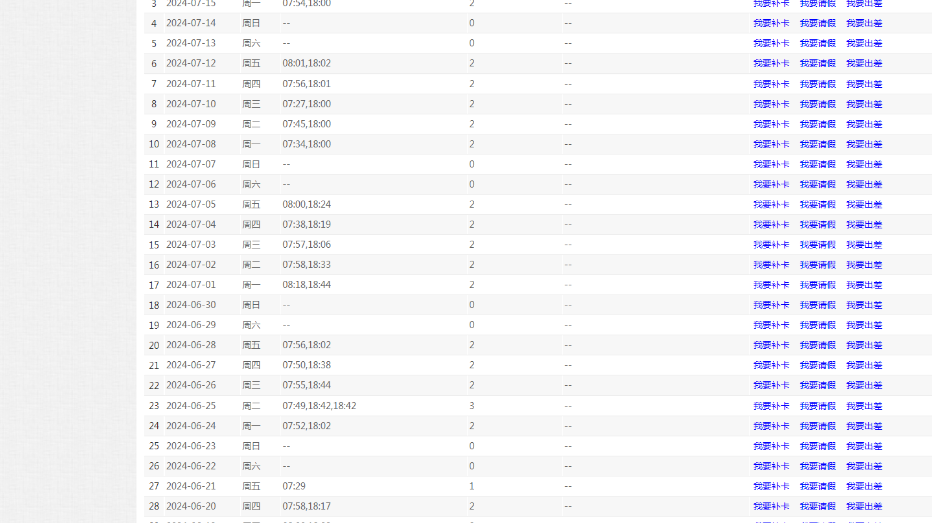 3 2024-07-15 周一 07:54,18:00 2 -- 我要补卡 我要请假 我要出差
4 2024-07-14 周日 -- 0 -- 我要补卡 我要请假 我要出差
5 2024-07-13 周六 -- 0 -- 我要补卡 我要请假 我要出差
6 2024-07-12 周五 08:01,18:02 2 -- 我要补卡 我要请假 我要出差
7 2024-07-11 周四 07:56,18:01 2 -- 我要补卡 我要请假 我要出差
8 2024-07-10 周三 07:27,18:00 2 -- 我要补卡 我要请假 我要出差
9 2024-07-09 周二 07:45,18:00 2 -- 我要补卡 我要请假 我要出差
10 2024-07-08 周一 07:34,18:00 2 -- 我要补卡 我要请假 我要出差
11 2024-07-07 周日 -- 0 -- 我要补卡 我要请假 我要出差
12 2024-07-06 周六 -- 0 -- 我要补卡 我要请假 我要出差
13 2024-07-05 周五 08:00,18:24 2 -- 我要补卡 我要请假 我要出差
14 2024-07-04 周四 07:38,18:19 2 -- 我要补卡 我要请假 我要出差
15 2024-07-03 周三 07:57,18:06 2 -- 我要补卡 我要请假 我要出差
16 2024-07-02 周二 07:58,18:33 2 -- 我要补卡 我要请假 我要出差
17 2024-07-01 周一 08:18,18:44 2 -- 我要补卡 我要请假 我要出差
18 2024-06-30 周日 -- 0 -- 我要补卡 我要请假 我要出差
19 2024-06-29 周六 -- 0 -- 我要补卡 我要请假 我要出差
20 2024-06-28 周五 07:56,18:02 2 -- 我要补卡 我要请假 我要出差
21 2024-06-27 周四 07:50,18:38 2 -- 我要补卡 我要请假 我要出差
22 2024-06-26 周三 07:55,18:44 2 -- 我要补卡 我要请假 我要出差
23 2024-06-25 周二 07:49,18:42,18:42 3 -- 我要补卡 我要请假 我要出差
24 2024-06-24 周一 07:52,18:02 2 -- 我要补卡 我要请假 我要出差
25 2024-06-23 周日 -- 0 -- 我要补卡 我要请假 我要出差
26 2024-06-22 周六 -- 0 -- 我要补卡 我要请假 我要出差
27 2024-06-21 周五 07:29 1 -- 我要补卡 我要请假 我要出差
28 2024-06-20 周四 07:58,18:17 2 -- 我要补卡 我要请假 我要出差